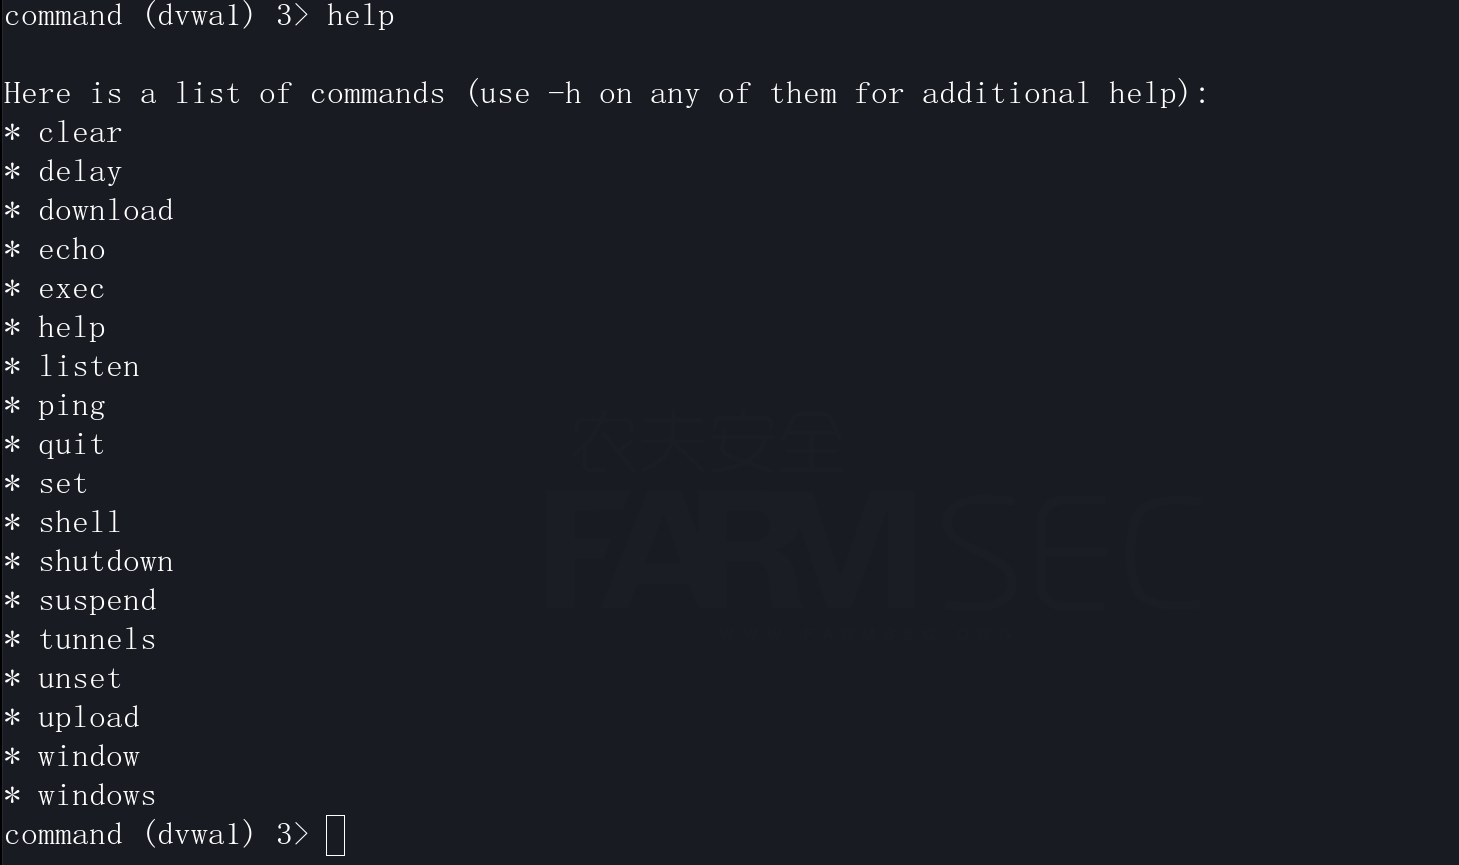 command (dvwa1) 3> help
Here is a list of commands (use -h on any of them for additional help):
* clear
* delay
* download
* echo
* exec
* help
* listen
* ping
* quit
* set
* shell
* shutdown
* suspend
* tunnels
* unset
* upload
* window
* windows
command (dvwa1) 3>
农夫安全
FARMSEC